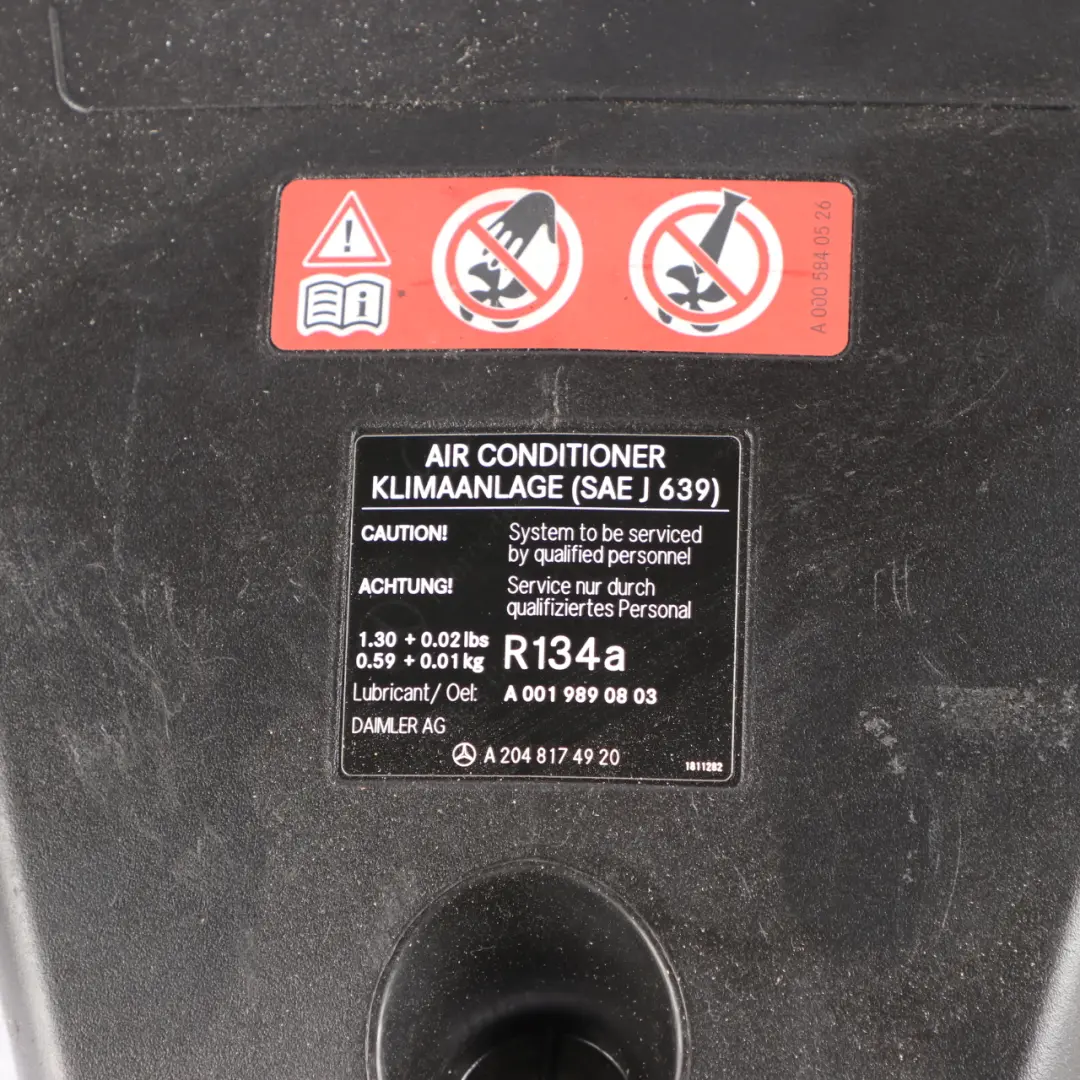 A 000 584 05 26
AIR CONDITIONER
KLIMAANLAGE (SAE J 639)
CAUTION! System to be serviced
by qualified personnel
ACHTUNG! Service nur durch
qualifiziertes Personal
1.30 + 0.02 lbs
0.59 + 0.01 kg R134a
Lubricant/ Oel: A 001 989 08 03
DAIMLER AG
A 204 817 49 20 1811282